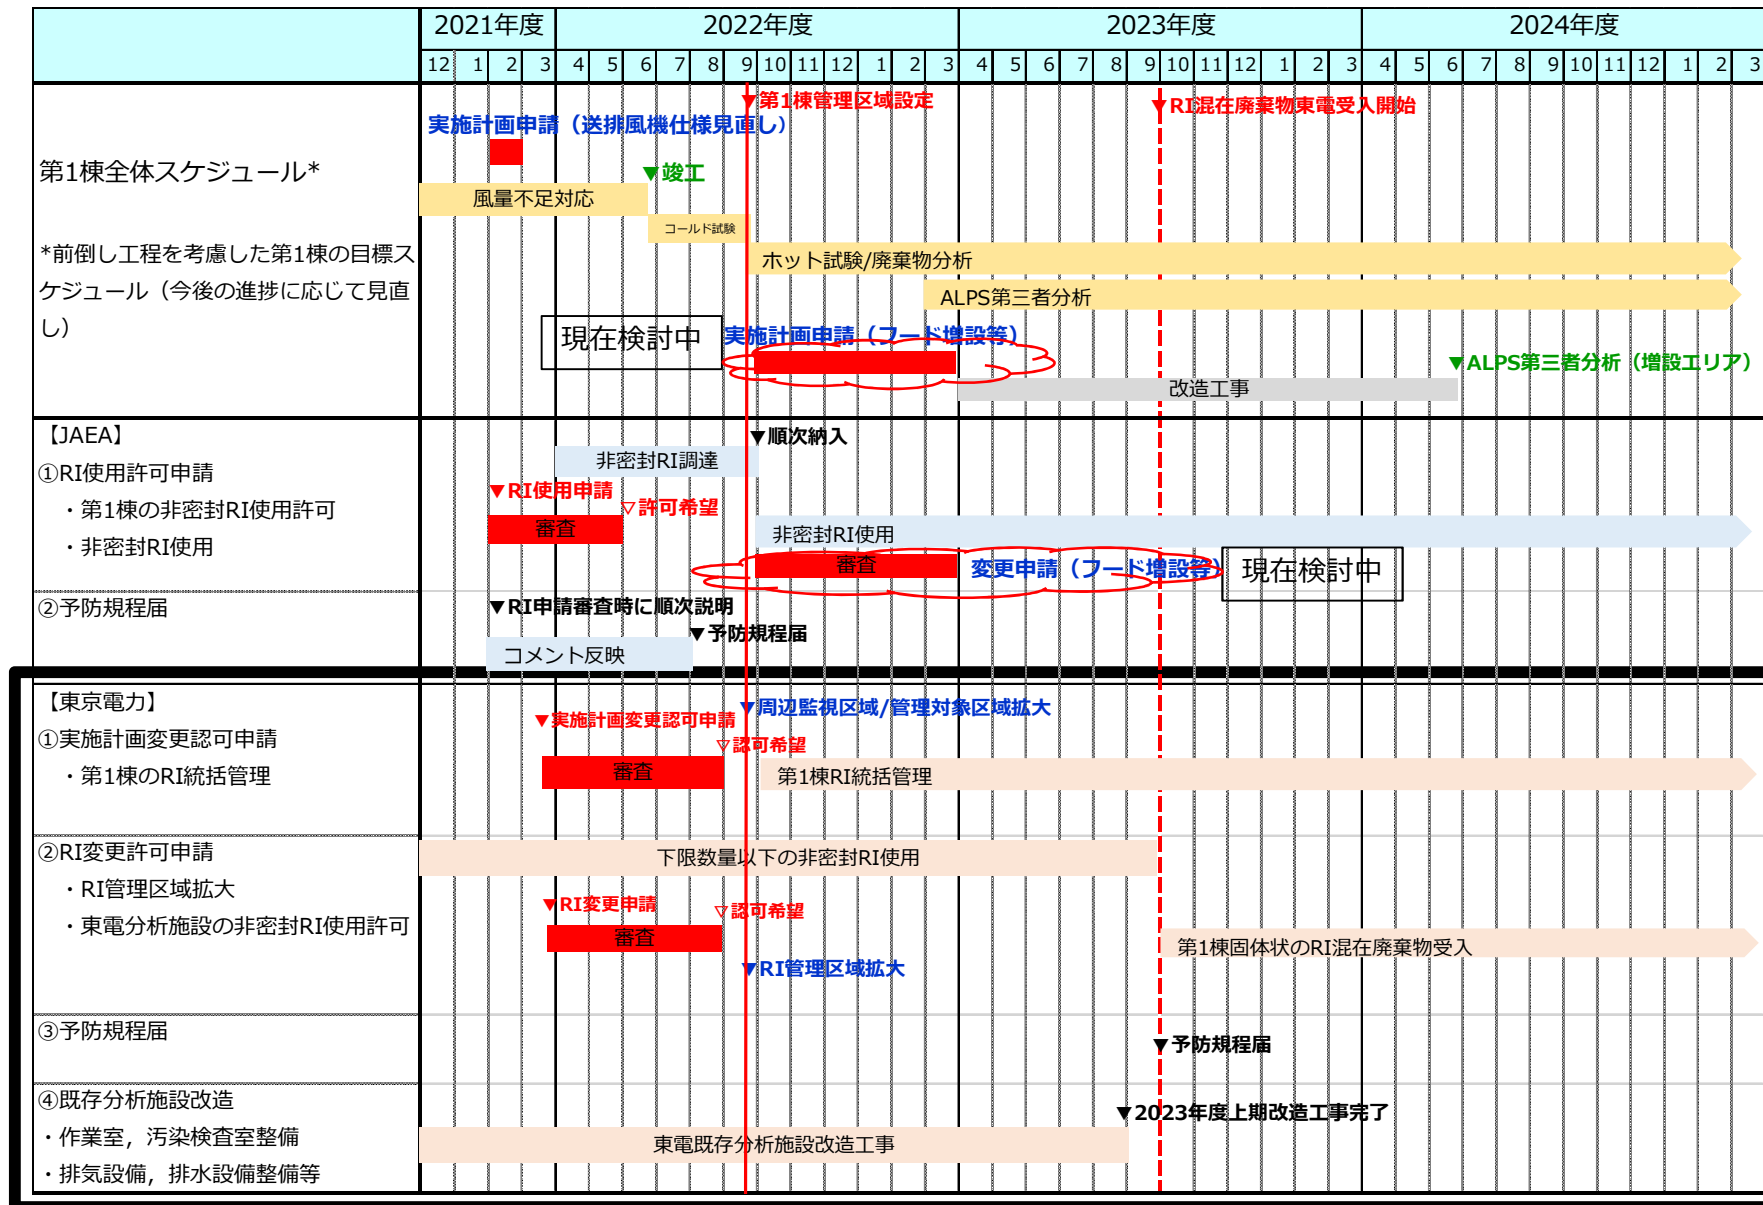 2021年度 2022年度 2023年度 2024年度
12 1 2 3 4 5 6 7 8 9 10 11 12 1 2 3 4 5 6 7 8 9 10 11 12 1 2 3 4 5 6 7 8 9 10 11 12 1 2 3
▼第1棟管理区域設定
▼RI混在廃棄物東電受入開始
実施計画申請（送排風機仕様見直し）
第1棟全体スケジュール*
▼竣工
風量不足対応
コールド試験
*前倒し工程を考慮した第1棟の目標ス
ケジュール（今後の進捗に応じて見直
し）
ホット試験/廃棄物分析
ALPS第三者分析
現在検討中
実施計画申請（フード増設等）
▼ALPS第三者分析（増設エリア）
改造工事
【JAEA】
①RI使用許可申請
・第1棟の非密封RI使用許可
・非密封RI使用
▼順次納入
非密封RI調達
▼RI使用申請
▽許可希望
審査
非密封RI使用
審査
変更申請（フード増設等）
現在検討中
②予防規程届
▼RI申請審査時に順次説明
▼予防規程届
コメント反映
【東京電力】
①実施計画変更認可申請
・第1棟のRI統括管理
▼周辺監視区域/管理対象区域拡大
▼実施計画変更認可申請
▽認可希望
審査
第1棟RI統括管理
②RI変更許可申請
・RI管理区域拡大
・東電分析施設の非密封RI使用許可
下限数量以下の非密封RI使用
▼RI変更申請
▽認可希望
審査
第1棟固体状のRI混在廃棄物受入
▼RI管理区域拡大
③予防規程届
▼予防規程届
④既存分析施設改造
・作業室，汚染検査室整備
・排気設備，排水設備整備等
▼2023年度上期改造工事完了
東電既存分析施設改造工事